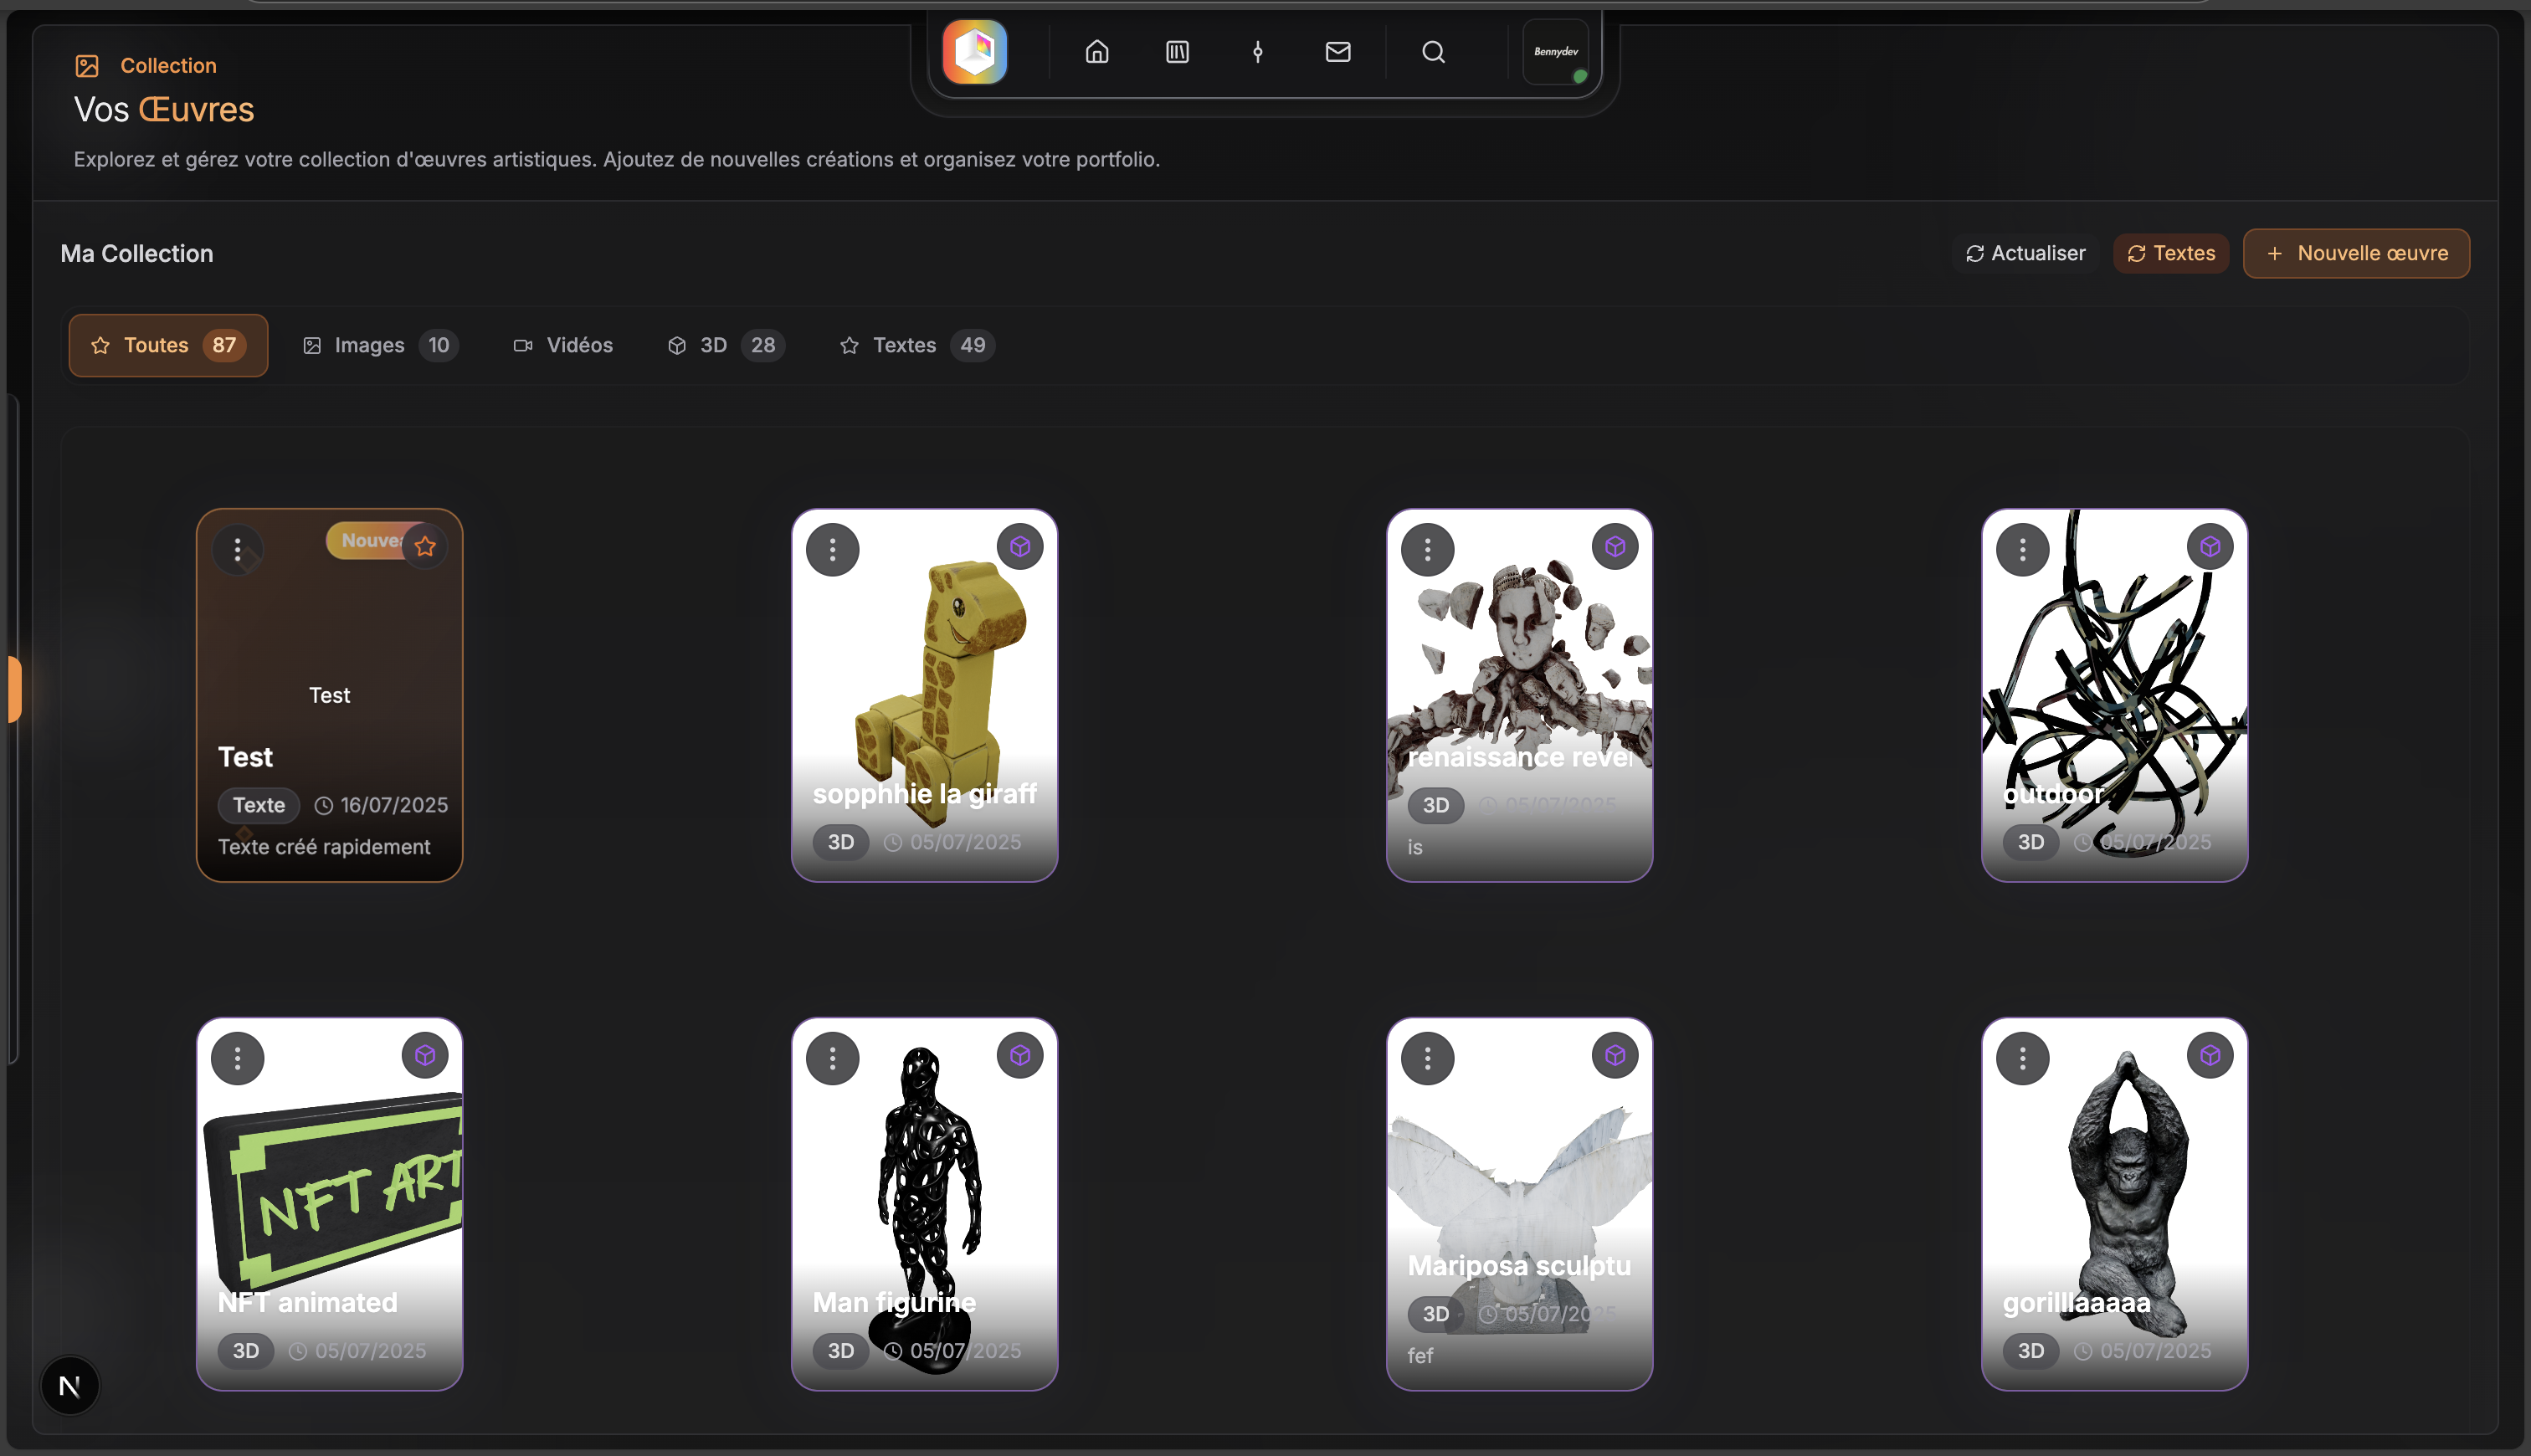 Collection
Bennydev
Vos Œuvres
Explorez et gérez votre collection d'œuvres artistiques. Ajoutez de nouvelles créations et organisez votre portfolio.
Ma Collection
Actualiser
Textes
+ Nouvelle œuvre
Toutes 87
Images 10
Vidéos
3D 28
Textes 49
Nouvea
Test
Test
Texte 16/07/2025
Texte créé rapidement
sopphhie la giraff
3D 05/07/2025
renaissance reve
3D 05/07/2025
is
outdoor
3D 05/07/2025
NFT ART
NFT animated
3D 05/07/2025
Man figurine
3D 05/07/2025
Mariposa sculptu
3D 05/07/2025
fef
gorilllaaaaa
3D 05/07/2025
N